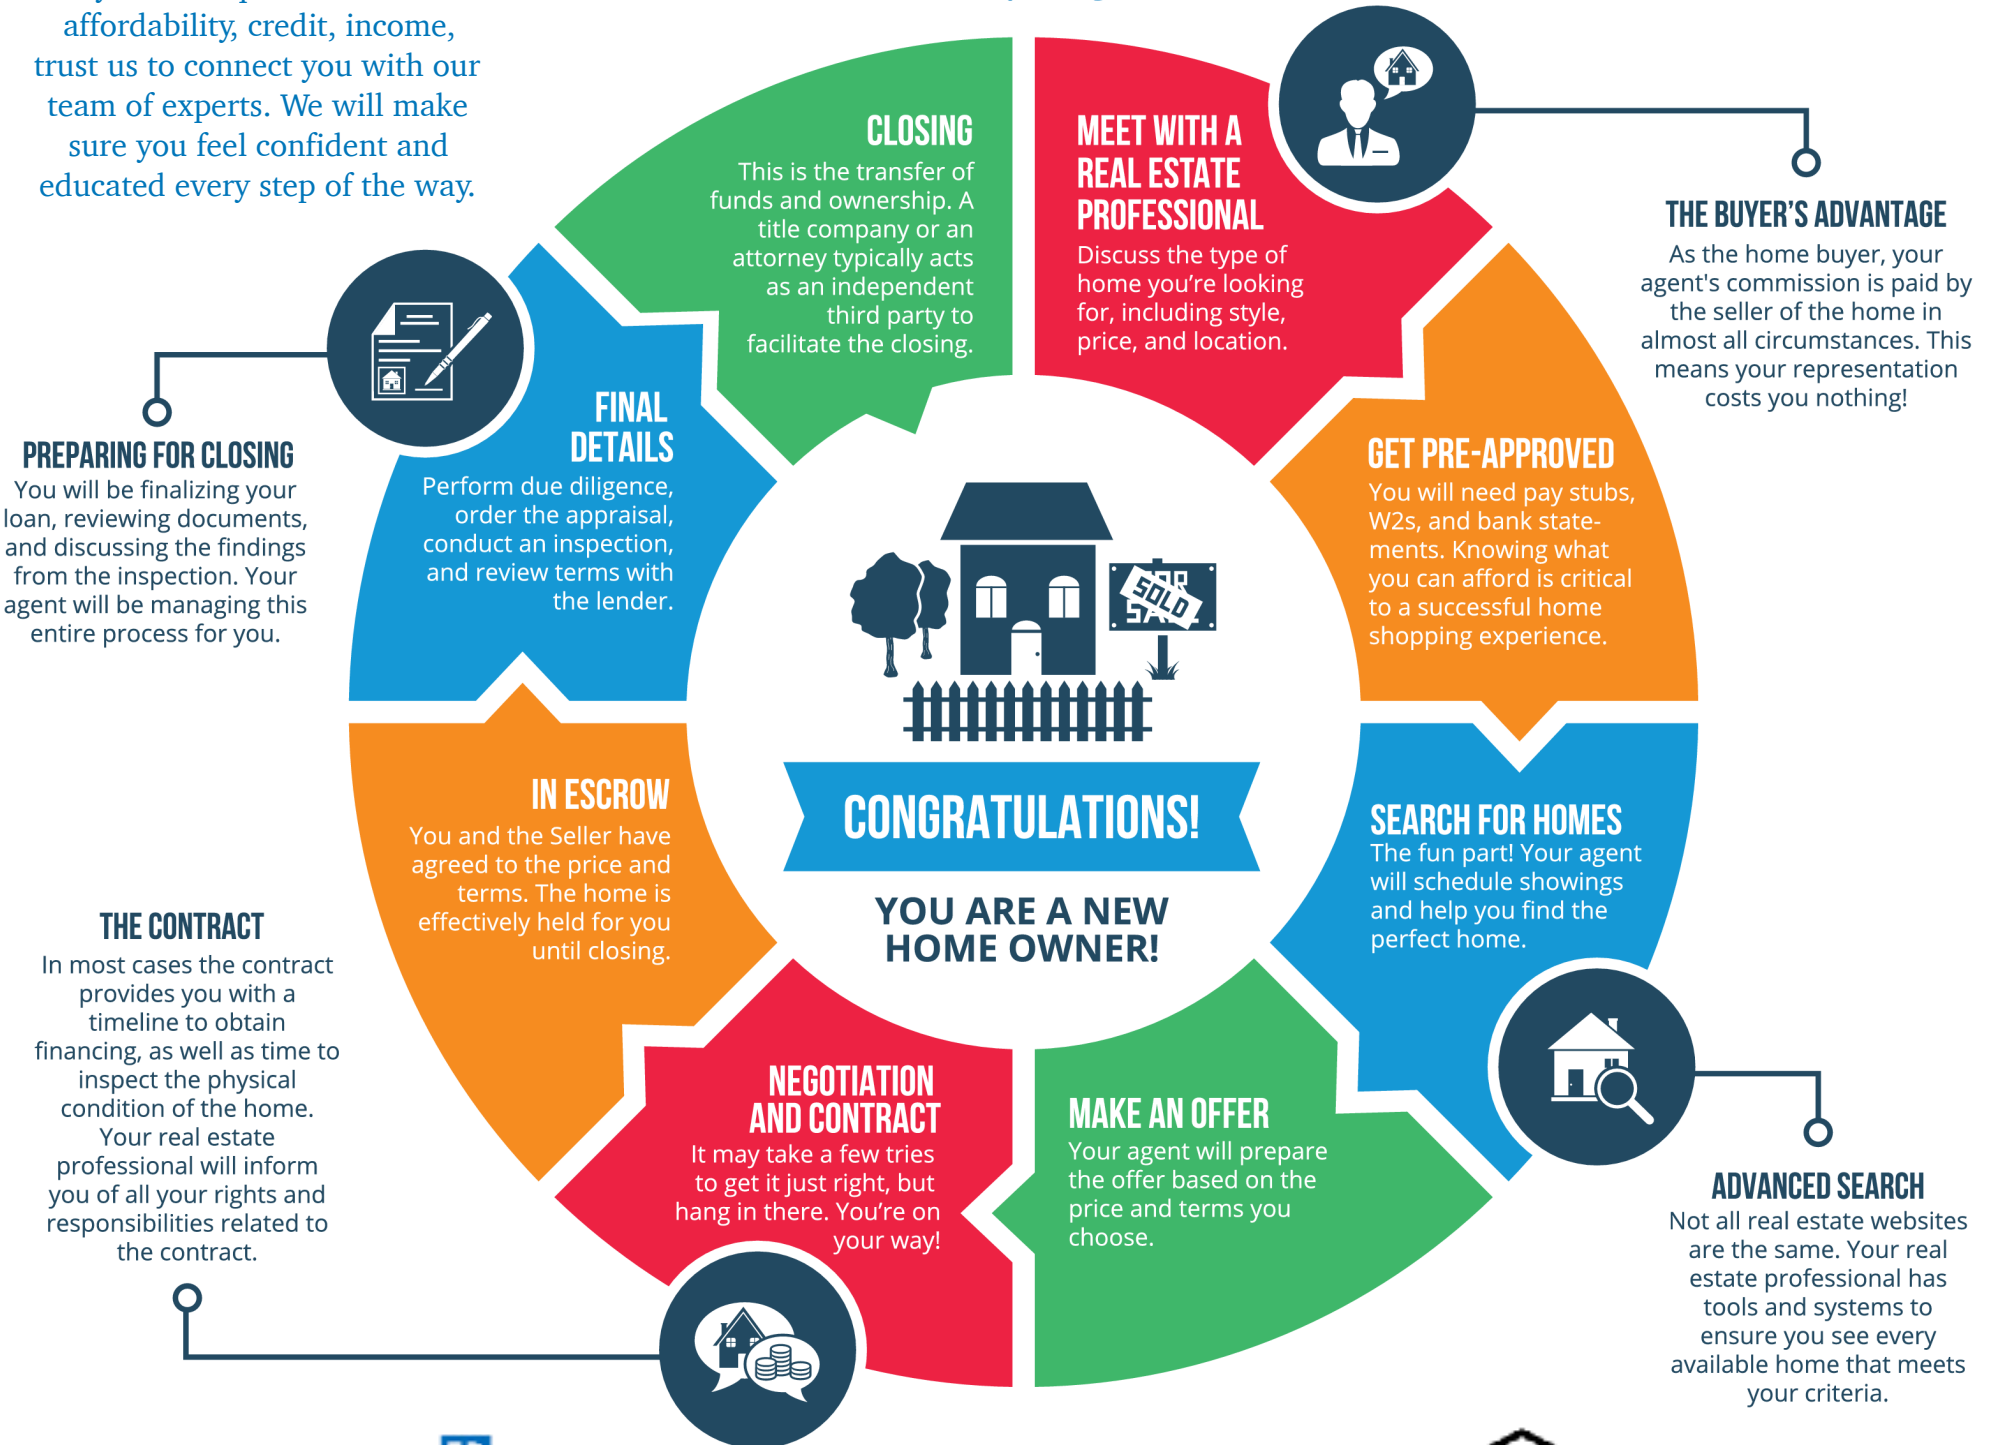 affordability, credit, income,
trust us to connect you with our
team of experts. We will make
sure you feel confident and
educated every step of the way.
MEET WITH A
REAL ESTATE
PROFESSIONAL
Discuss the type of
home you're looking
for, including style,
price, and location.
THE BUYER'S ADVANTAGE
As the home buyer, your
agent's commission is paid by
the seller of the home in
almost all circumstances. This
means your representation
costs you nothing!
GET PRE-APPROVED
You will need pay stubs,
W2s, and bank state-
ments. Knowing what
you can afford is critical
to a successful home
shopping experience.
SEARCH FOR HOMES
The fun part! Your agent
will schedule showings
and help you find the
perfect home.
ADVANCED SEARCH
Not all real estate websites
are the same. Your real
estate professional has
tools and systems to
ensure you see every
available home that meets
your criteria.
MAKE AN OFFER
Your agent will prepare
the offer based on the
price and terms you
choose.
NEGOTIATION
AND CONTRACT
It may take a few tries
to get it just right, but
hang in there. You're on
your way!
THE CONTRACT
In most cases the contract
provides you with a
timeline to obtain
financing, as well as time to
inspect the physical
condition of the home.
Your real estate
professional will inform
you of all your rights and
responsibilities related to
the contract.
IN ESCROW
You and the Seller have
agreed to the price and
terms. The home is
effectively held for you
until closing.
FINAL
DETAILS
Perform due diligence,
order the appraisal,
conduct an inspection,
and review terms with
the lender.
PREPARING FOR CLOSING
You will be finalizing your
loan, reviewing documents,
and discussing the findings
from the inspection. Your
agent will be managing this
entire process for you.
CLOSING
This is the transfer of
funds and ownership. A
title company or an
attorney typically acts
as an independent
third party to
facilitate the closing.
SOLD
CONGRATULATIONS!
YOU ARE A NEW
HOME OWNER!